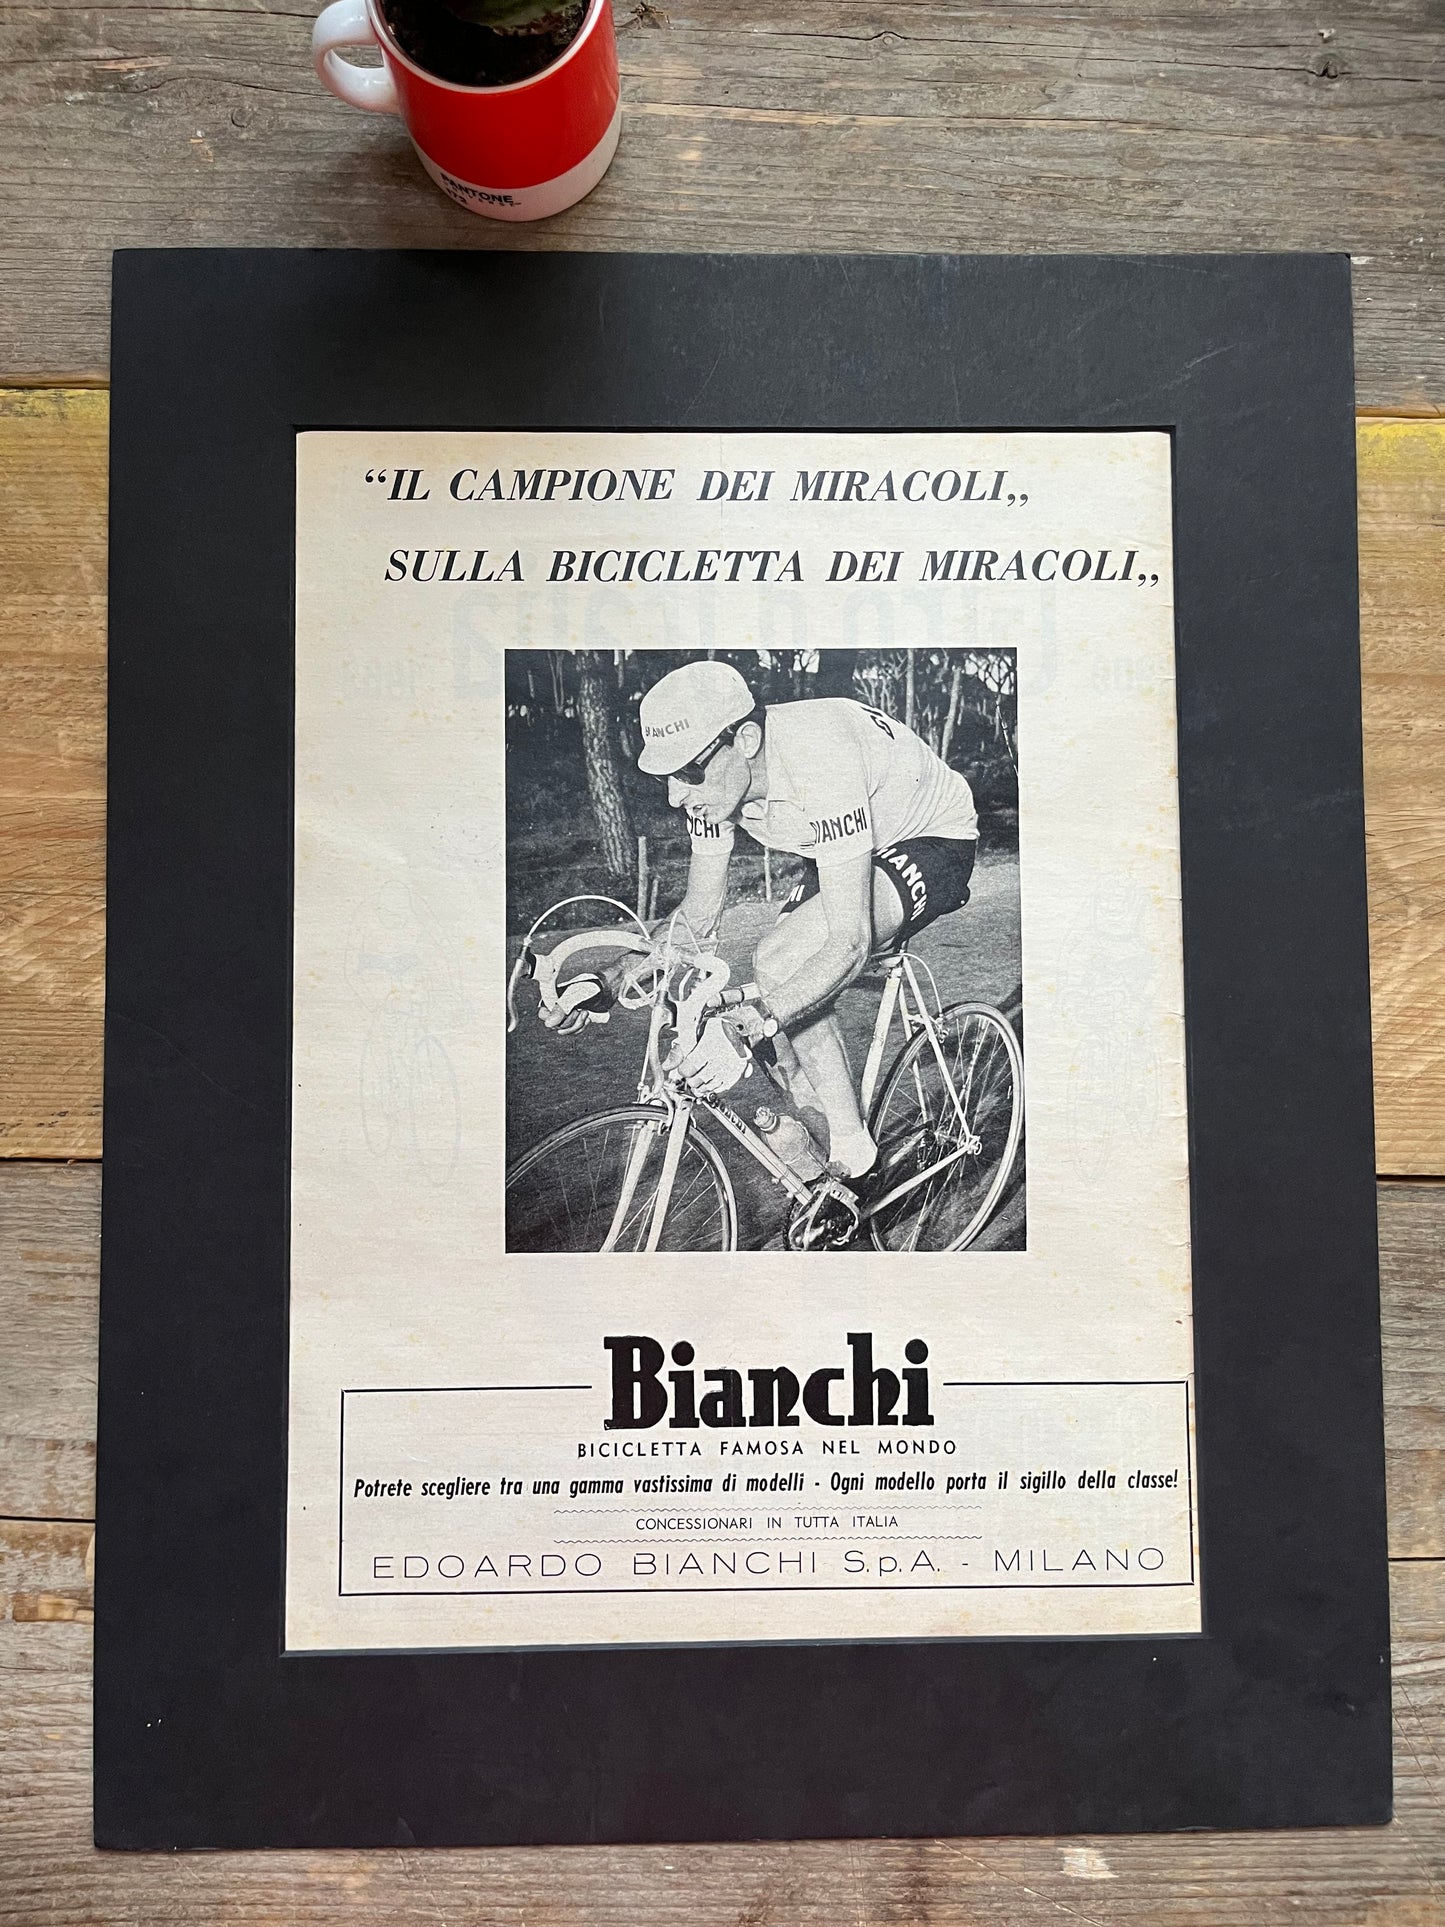 PANTONE
“IL CAMPIONE DEI MIRACOLI„
SULLA BICICLETTA DEI MIRACOLI„
BIANCHI
BIANCHI
BIANCHI
Bianchi
BICICLETTA FAMOSA NEL MONDO
Potrete scegliere tra una gamma vastissima di modelli - Ogni modello porta il sigillo della classe!
CONCESSIONARI IN TUTTA ITALIA
EDOARDO BIANCHI S.p.A. - MILANO